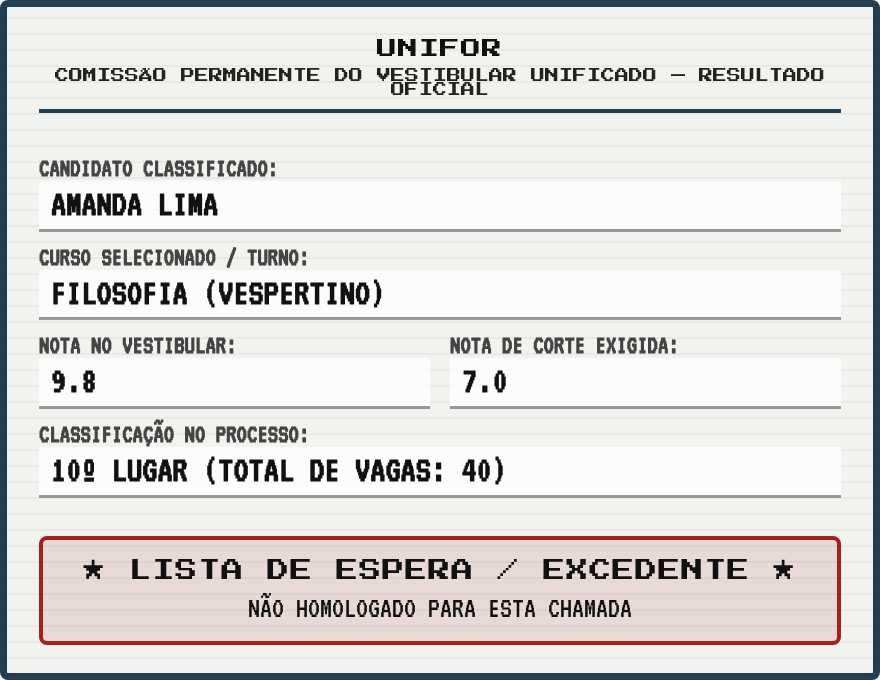 UNIFOR
COMISSÃO PERMANENTE DO VESTIBULAR UNIFICADO — RESULTADO
OFICIAL
CANDIDATO CLASSIFICADO:
AMANDA LIMA
CURSO SELECIONADO / TURNO:
FILOSOFIA (VESPERTINO)
NOTA NO VESTIBULAR:
9.8
NOTA DE CORTE EXIGIDA:
7.0
CLASSIFICAÇÃO NO PROCESSO:
10º LUGAR (TOTAL DE VAGAS: 40)
★ LISTA DE ESPERA / EXCEDENTE ★
NÃO HOMOLOGADO PARA ESTA CHAMADA